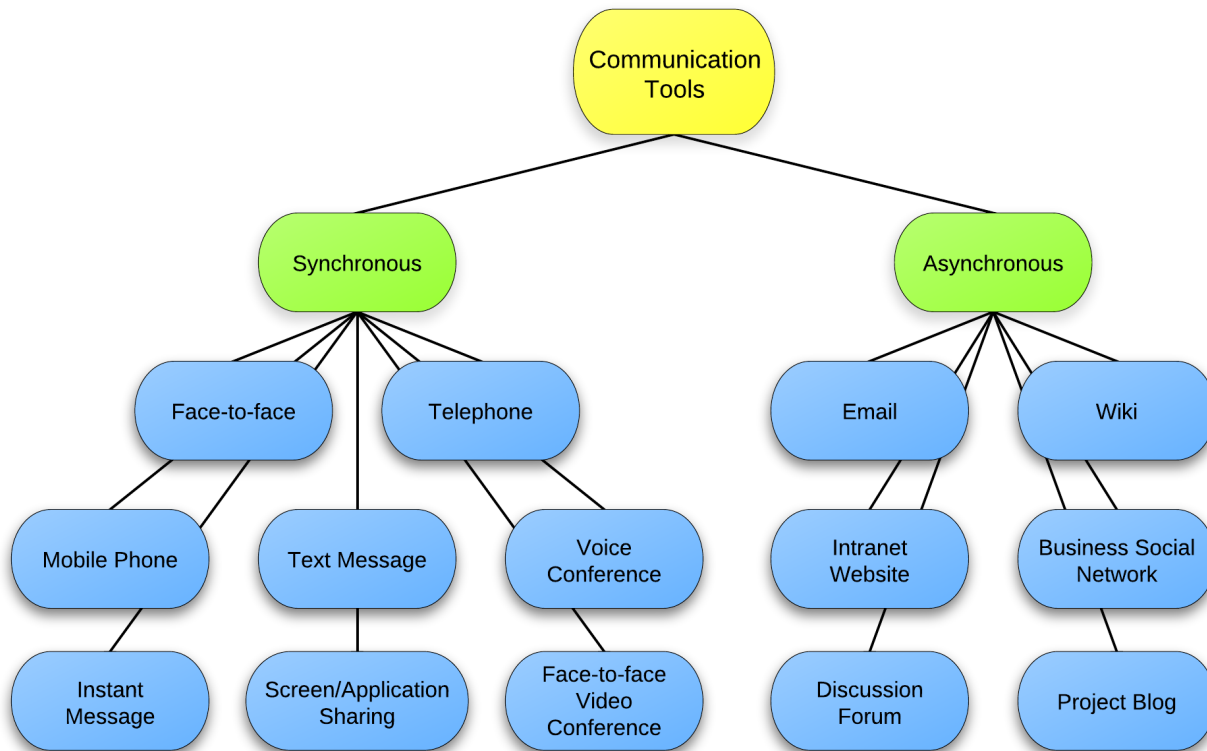 Communication
Tools
Synchronous
Asynchronous
Face-to-face
Telephone
Email
Wiki
Mobile Phone
Text Message
Voice
Conference
Intranet
Website
Business Social
Network
Instant
Message
Screen/Application
Sharing
Face-to-face
Video
Conference
Discussion
Forum
Project Blog